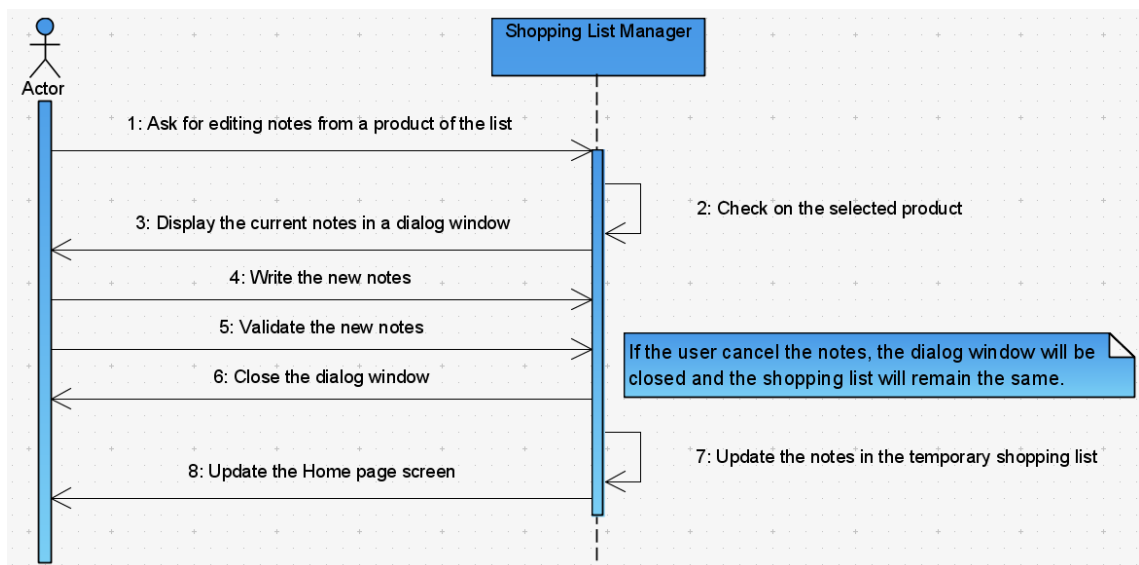 Shopping List Manager
Actor
1: Ask for editing notes from a product of the list
2: Check on the selected product
3: Display the current notes in a dialog window
4: Write the new notes
5: Validate the new notes
If the user cancel the notes, the dialog window will be
closed and the shopping list will remain the same.
6: Close the dialog window
7: Update the notes in the temporary shopping list
8: Update the Home page screen